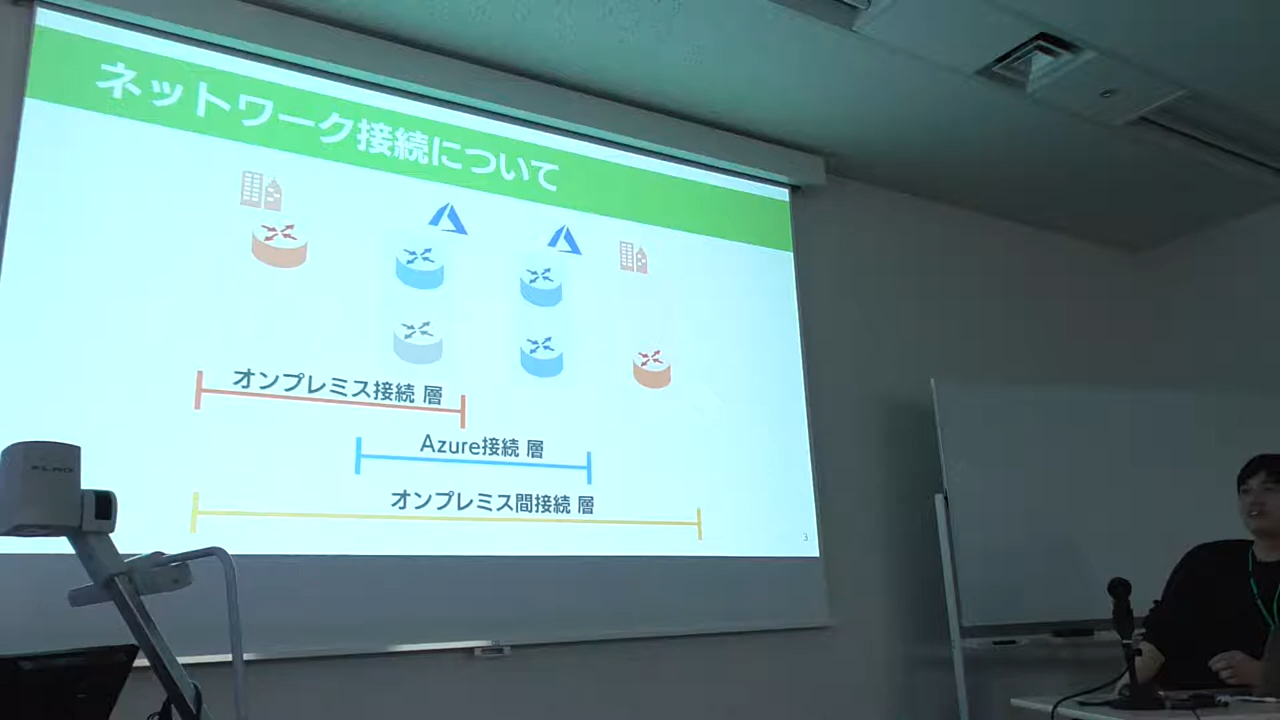 ネットワーク接続について
オンプレミス接続 層
Azure接続 層
オンプレミス間接続 層
3
ELMO